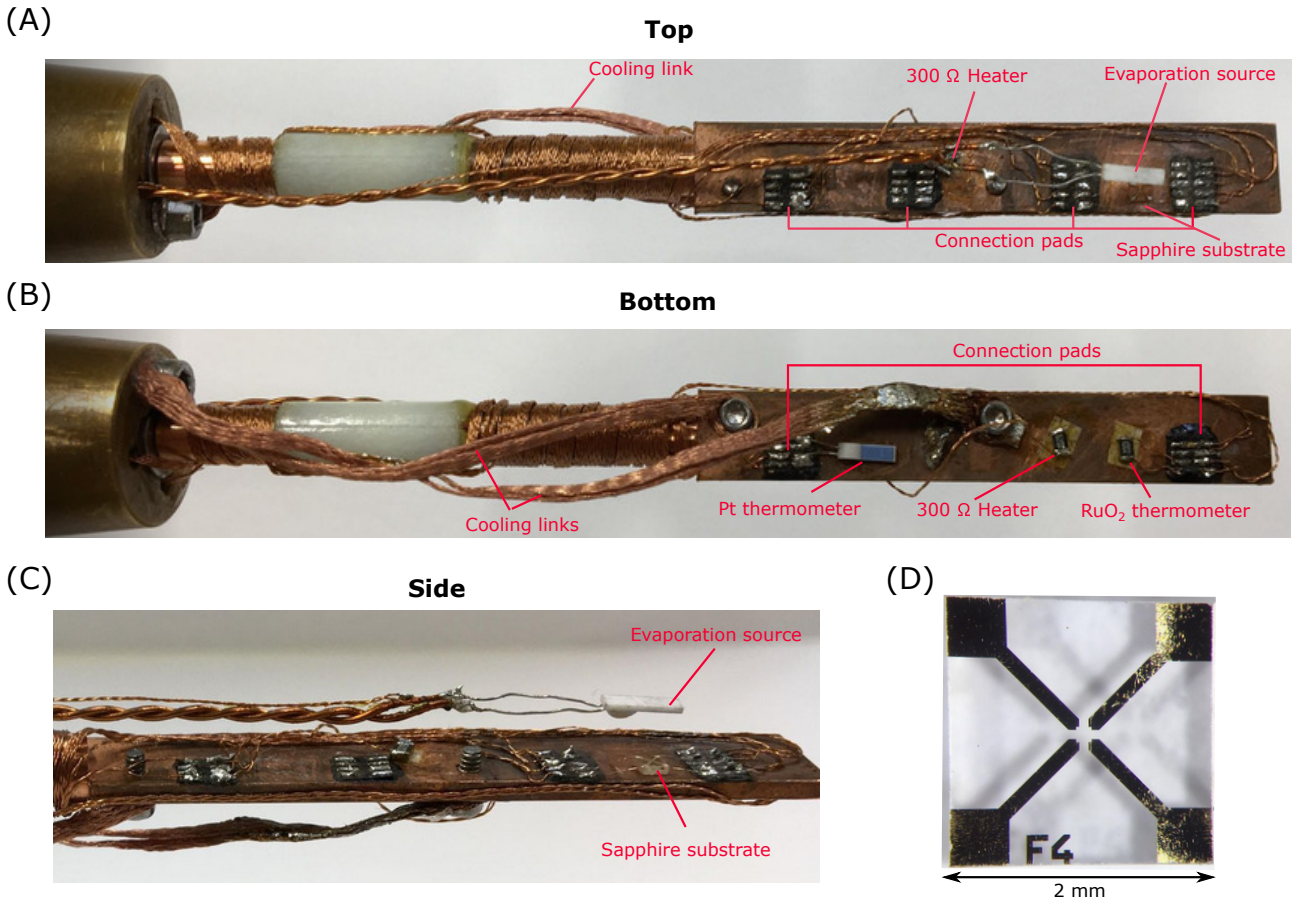 (A)
Top
Cooling link
300 Ω Heater
Evaporation source
Connection pads
Sapphire substrate
(B)
Bottom
Connection pads
Cooling links
Pt thermometer
300 Ω Heater
RuO₂ thermometer
(C)
Side
Evaporation source
Sapphire substrate
(D)
F4
2 mm